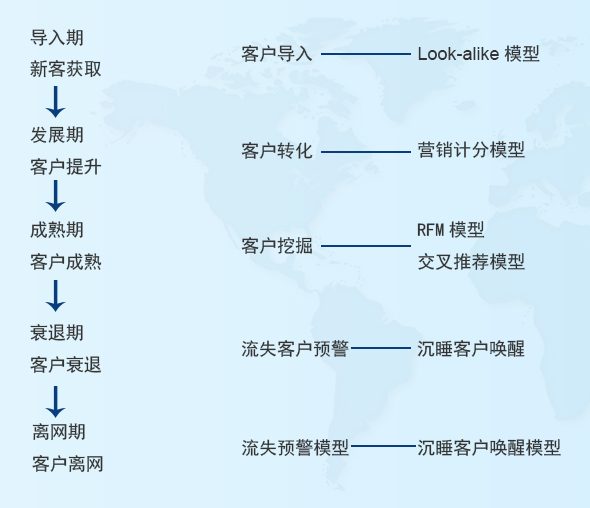 导入期
新客获取
客户导入
Look-alike 模型
发展期
客户提升
客户转化
营销计分模型
成熟期
客户成熟
客户挖掘
RFM 模型
交叉推荐模型
衰退期
客户衰退
流失客户预警
沉睡客户唤醒
离网期
客户离网
流失预警模型
沉睡客户唤醒模型